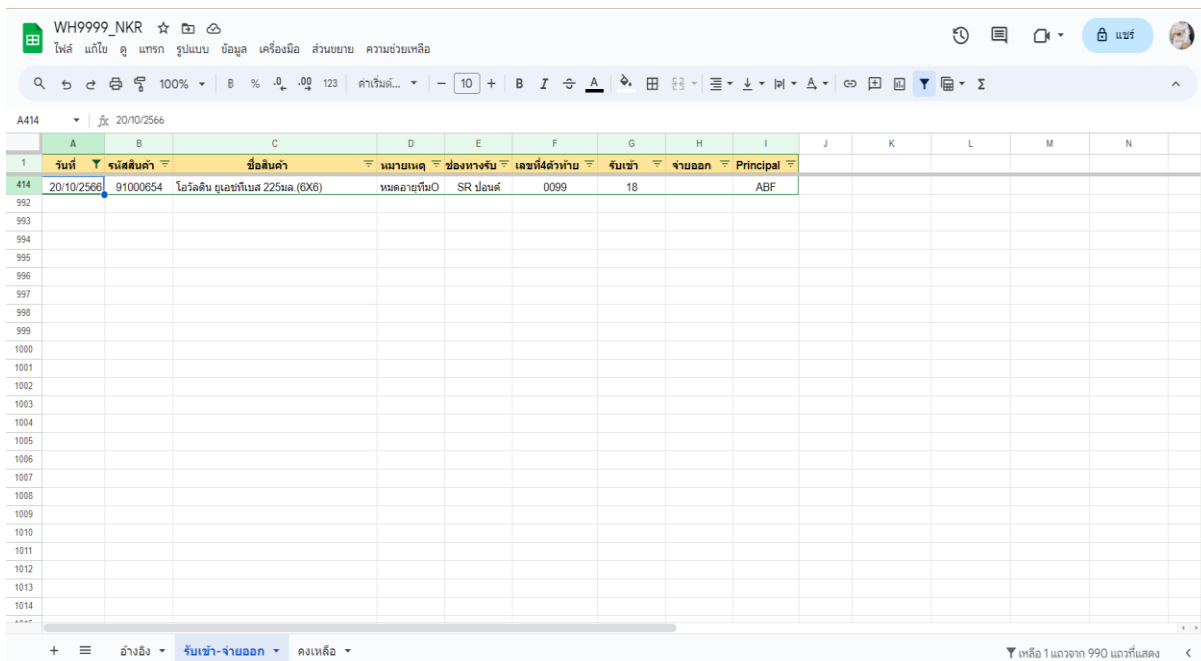 WH9999_NKR
ไฟล์ แก้ไข ดู แทรก รูปแบบ ข้อมูล เครื่องมือ ส่วนขยาย ความช่วยเหลือ
แชร์
100% ฿ % .0 .00 123 ค่าเริ่มต้... 10 B I A
A414 fx 20/10/2566
A B C D E F G H I J K L M N
1 วันที่ รหัสสินค้า ชื่อสินค้า หมายเหตุ ช่องทางรับ เลขที่4ตัวท้าย รับเข้า จ่ายออก Principal
414 20/10/2566 91000654 โอวัลติน ยูเอชทีเบส 225มล.(6X6) หมดอายุทีมO SR ปอนด์ 0099 18 ABF
992
993
994
995
996
997
998
999
1000
1001
1002
1003
1004
1005
1006
1007
1008
1009
1010
1011
1012
1013
1014
อ้างอิง รับเข้า-จ่ายออก คงเหลือ เหลือ 1 แถวจาก 990 แถวที่แสดง